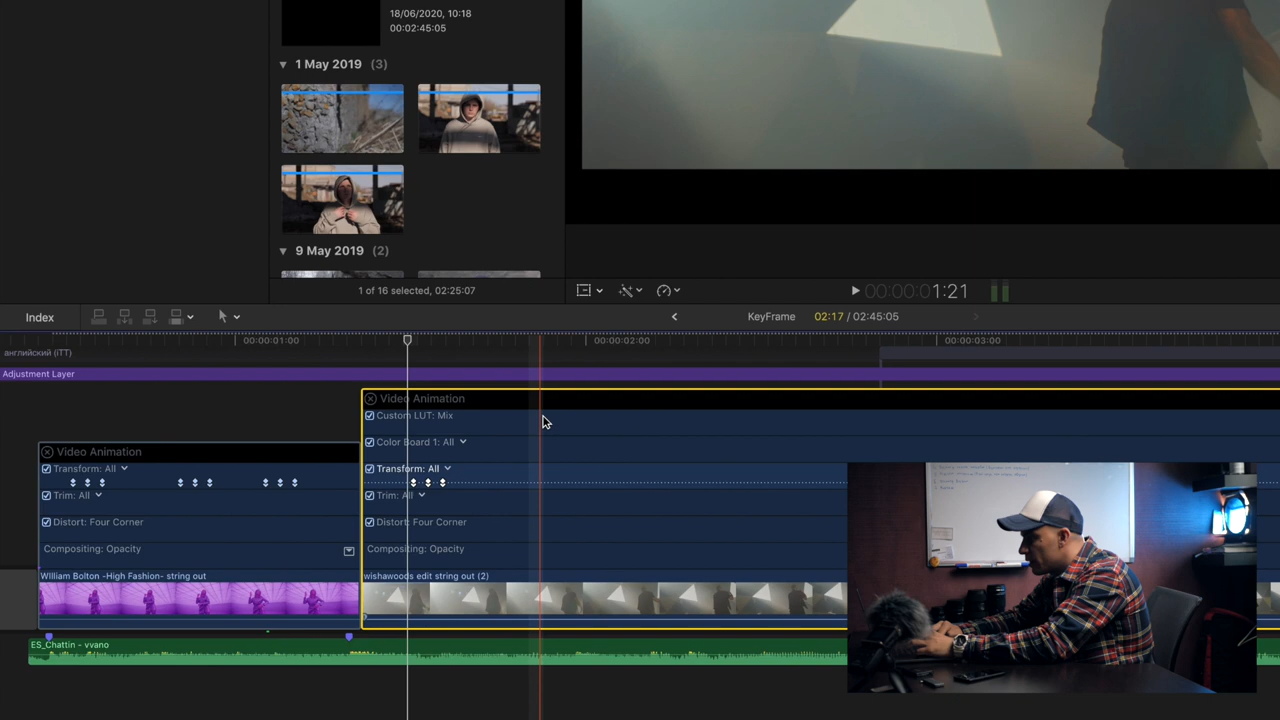 18/06/2020, 10:18
00:02:45:05
1 May 2019 (3)
9 May 2019 (2)
1 of 16 selected, 02:25:07
00:00:01:21
Index
KeyFrame 02:17 / 02:45:05
00:00:01:00
00:00:02:00
00:00:03:00
английский (iTT)
Adjustment Layer
Video Animation
Custom LUT: Mix
Color Board 1: All
Transform: All
Trim: All
Distort: Four Corner
Compositing: Opacity
wishawoods edit string out (2)
Video Animation
Transform: All
Trim: All
Distort: Four Corner
Compositing: Opacity
William Bolton -High Fashion- string out
ES_Chattin - vvano